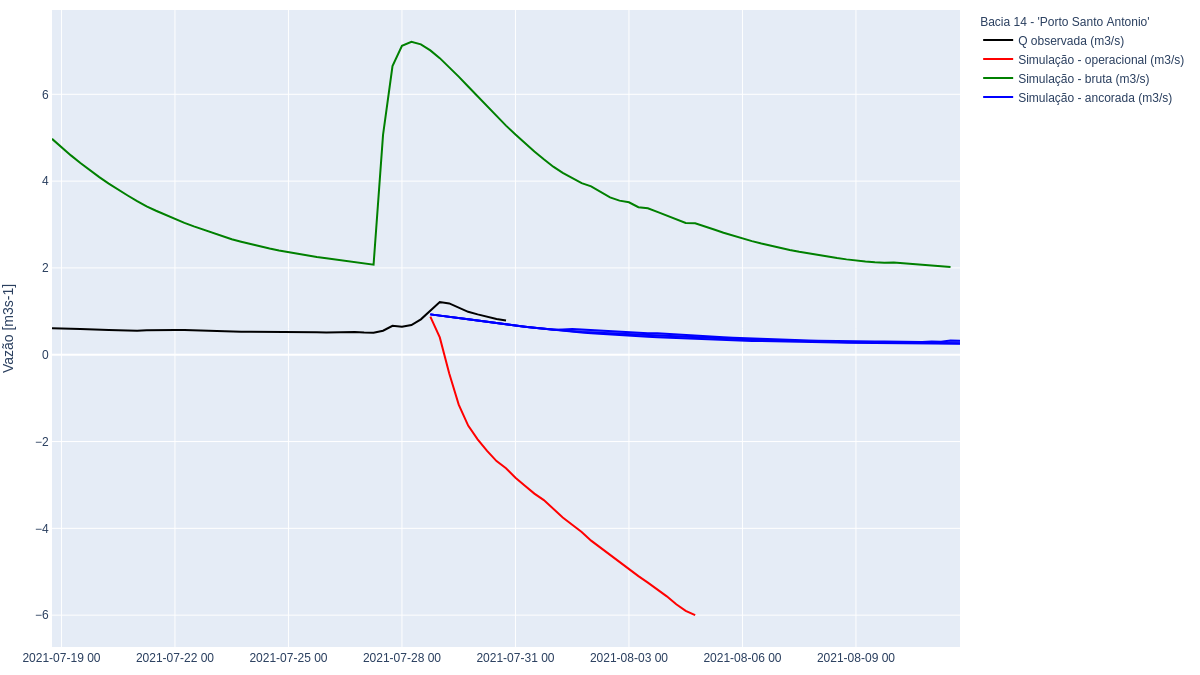 Bacia 14 - 'Porto Santo Antonio'
Q observada (m3/s)
Simulação - operacional (m3/s)
Simulação - bruta (m3/s)
Simulação - ancorada (m3/s)
Vazão [m3s-1]
6
4
2
0
−2
−4
−6
2021-07-19 00
2021-07-22 00
2021-07-25 00
2021-07-28 00
2021-07-31 00
2021-08-03 00
2021-08-06 00
2021-08-09 00